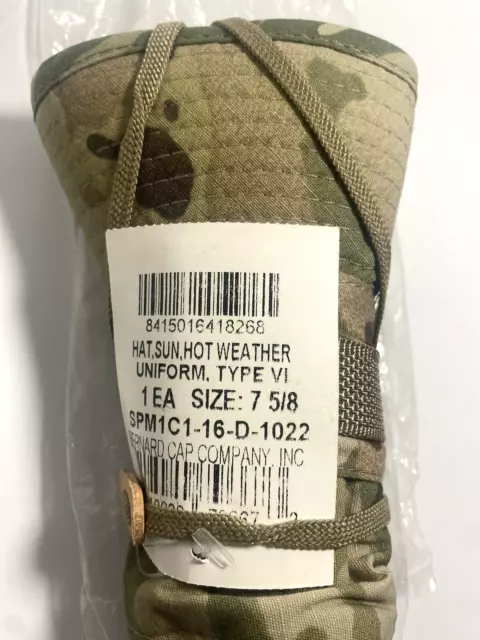 8415016418268
HAT,SUN,HOT WEATHER
UNIFORM, TYPE VI
1 EA SIZE: 7 5/8
SPM1C1-16-D-1022
BERNARD CAP COMPANY, INC